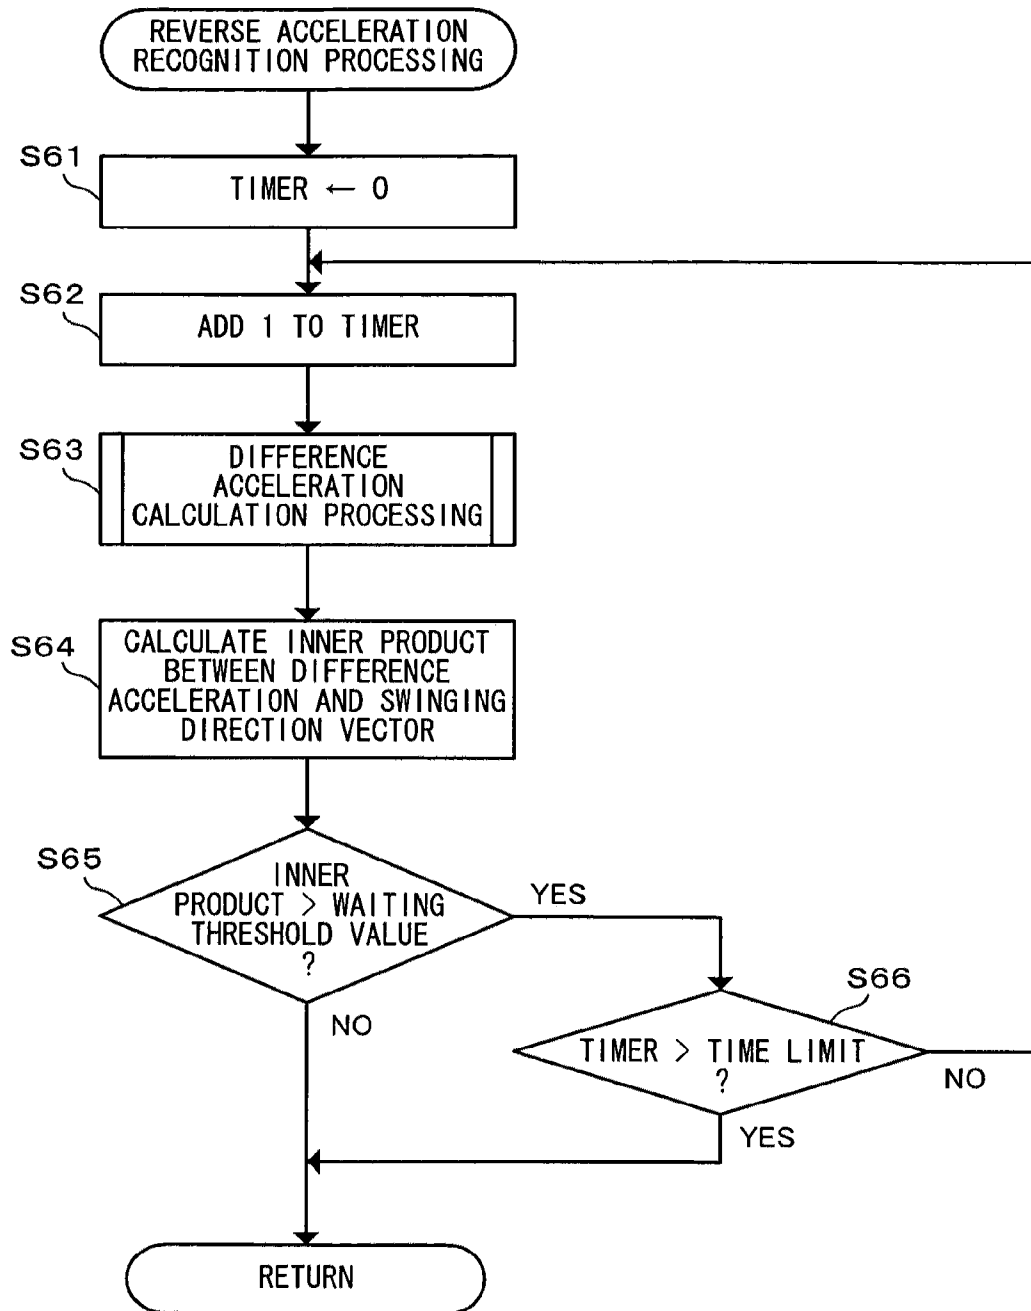 REVERSE ACCELERATION
RECOGNITION PROCESSING
S61
TIMER ← 0
S62
ADD 1 TO TIMER
S63
DIFFERENCE
ACCELERATION
CALCULATION PROCESSING
S64
CALCULATE INNER PRODUCT
BETWEEN DIFFERENCE
ACCELERATION AND SWINGING
DIRECTION VECTOR
S65
INNER
PRODUCT > WAITING
THRESHOLD VALUE
?
YES
NO
S66
TIMER > TIME LIMIT
?
NO
YES
RETURN